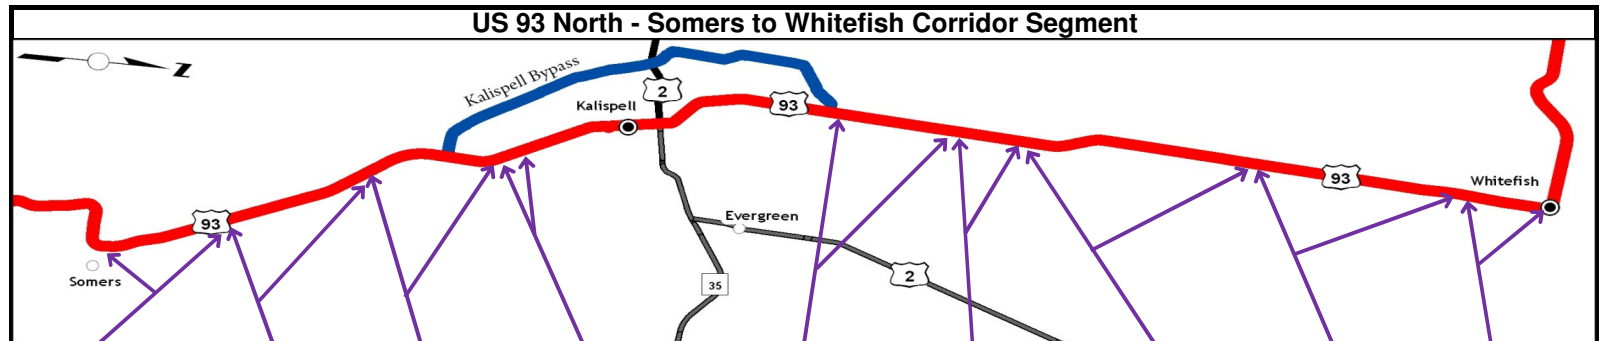 US 93 North - Somers to Whitefish Corridor Segment
Z
Kalispell Bypass
2
Kalispell
93
93
Whitefish
93
Evergreen
Somers
2
35